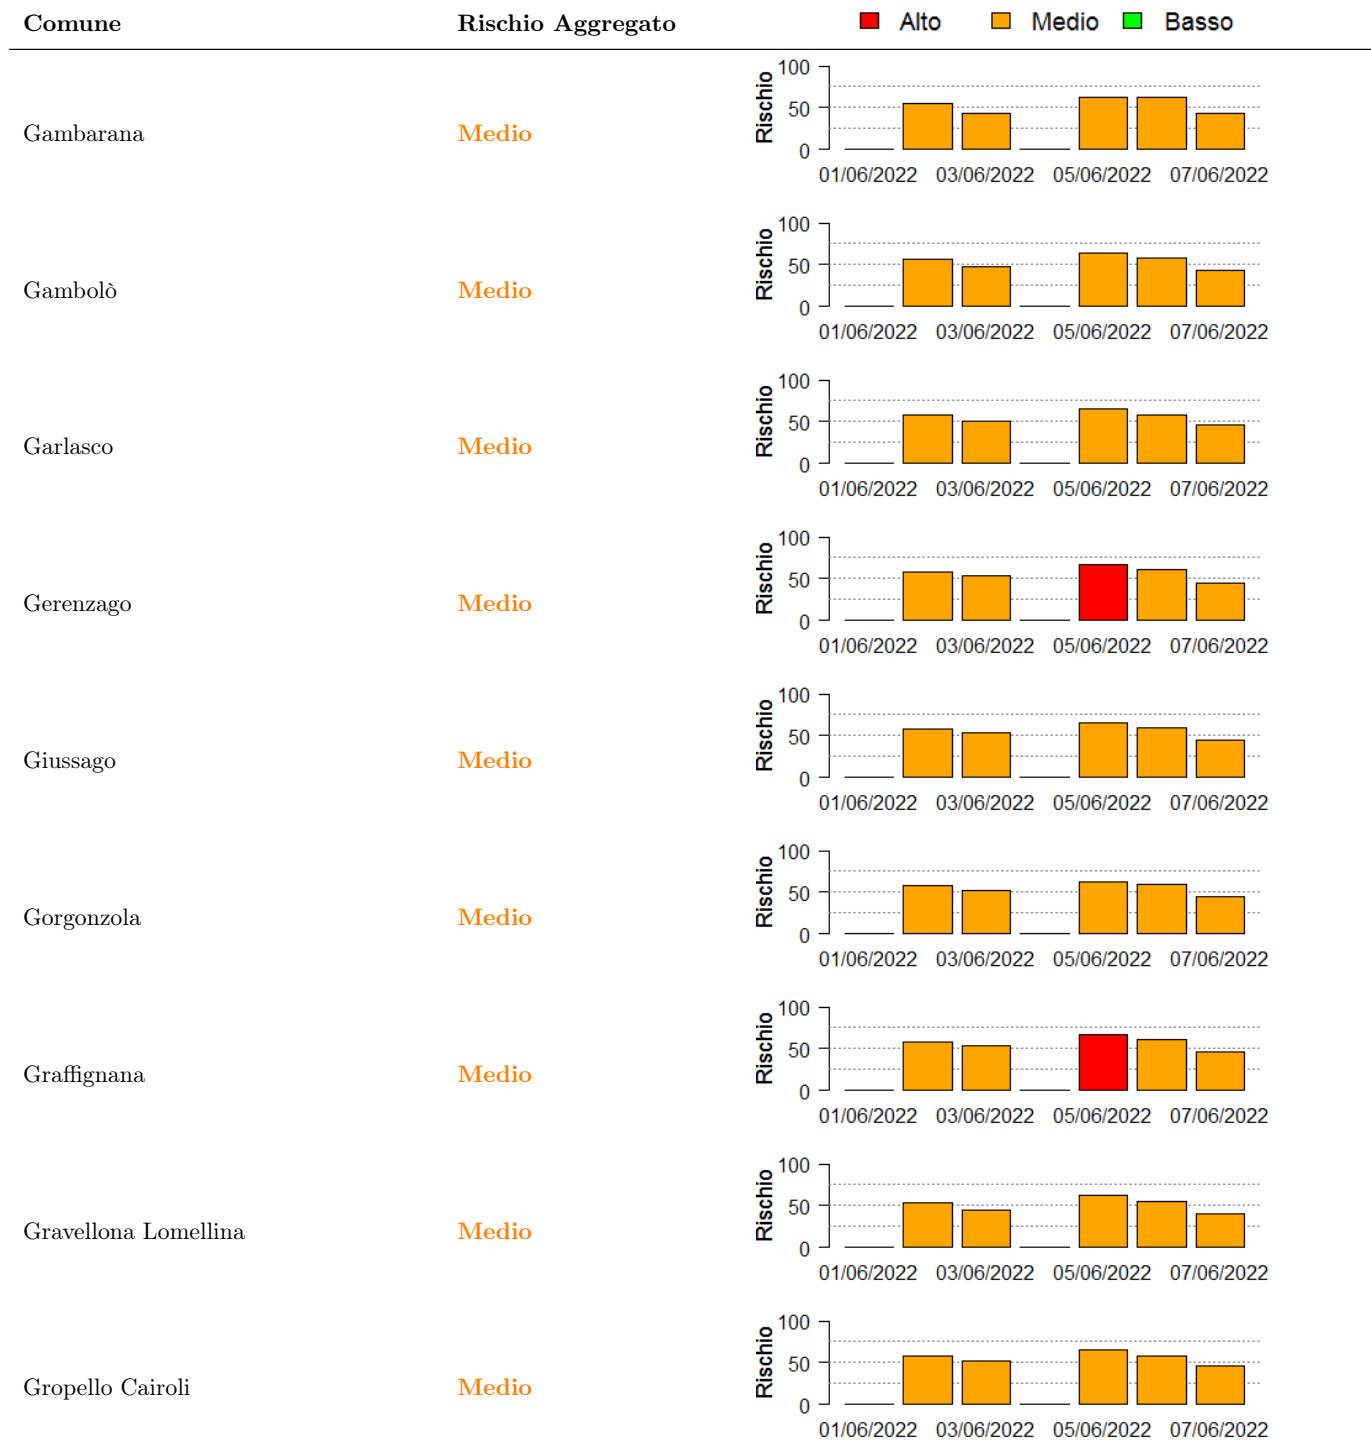 Comune Rischio Aggregato Alto Medio Basso
100
50
0
Rischio
Gambarana Medio
01/06/2022 03/06/2022 05/06/2022 07/06/2022
100
50
0
Rischio
Gambolò Medio
01/06/2022 03/06/2022 05/06/2022 07/06/2022
100
50
0
Rischio
Garlasco Medio
01/06/2022 03/06/2022 05/06/2022 07/06/2022
100
50
0
Rischio
Gerenzago Medio
01/06/2022 03/06/2022 05/06/2022 07/06/2022
100
50
0
Rischio
Giussago Medio
01/06/2022 03/06/2022 05/06/2022 07/06/2022
100
50
0
Rischio
Gorgonzola Medio
01/06/2022 03/06/2022 05/06/2022 07/06/2022
100
50
0
Rischio
Graffignana Medio
01/06/2022 03/06/2022 05/06/2022 07/06/2022
100
50
0
Rischio
Gravellona Lomellina Medio
01/06/2022 03/06/2022 05/06/2022 07/06/2022
100
50
0
Rischio
Gropello Cairoli Medio
01/06/2022 03/06/2022 05/06/2022 07/06/2022